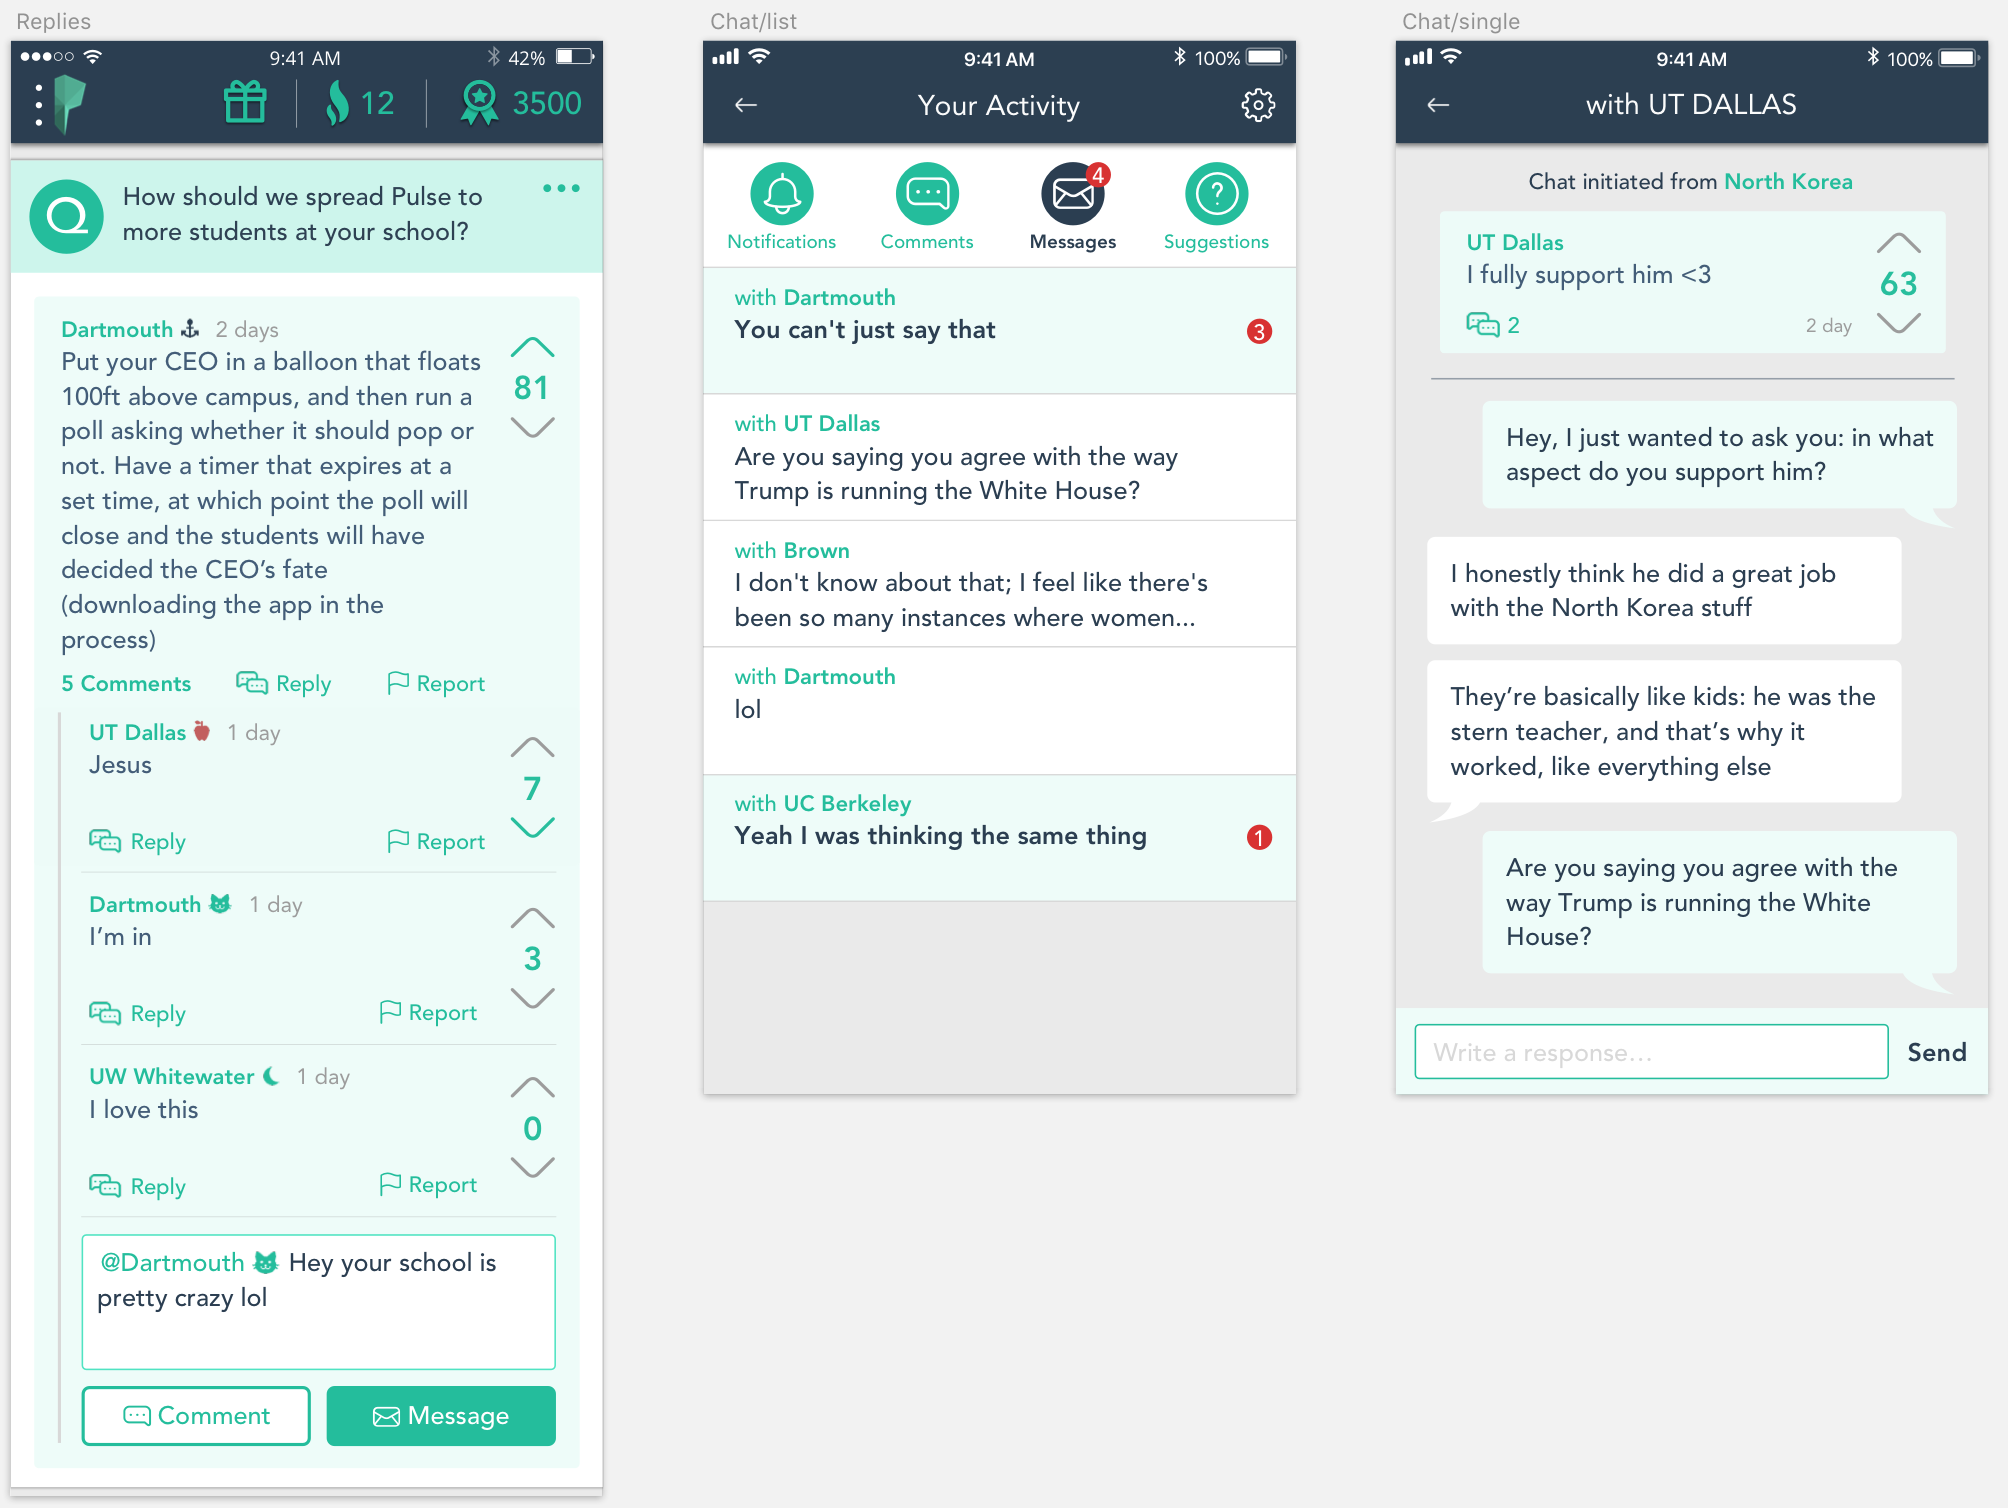 Replies
9:41 AM
42%
12
3500
How should we spread Pulse to
more students at your school?
Dartmouth 2 days
Put your CEO in a balloon that floats
100ft above campus, and then run a
poll asking whether it should pop or
not. Have a timer that expires at a
set time, at which point the poll will
close and the students will have
decided the CEO’s fate
(downloading the app in the
process)
81
5 Comments Reply Report
UT Dallas 1 day
Jesus
7
Reply Report
Dartmouth 1 day
I’m in
3
Reply Report
UW Whitewater 1 day
I love this
0
Reply Report
@Dartmouth Hey your school is
pretty crazy lol
Comment Message
Chat/list
9:41 AM
100%
Your Activity
4
Notifications Comments Messages Suggestions
with Dartmouth
You can't just say that
3
with UT Dallas
Are you saying you agree with the way
Trump is running the White House?
with Brown
I don't know about that; I feel like there's
been so many instances where women...
with Dartmouth
lol
with UC Berkeley
Yeah I was thinking the same thing
1
Chat/single
9:41 AM
100%
with UT DALLAS
Chat initiated from North Korea
UT Dallas
I fully support him <3
63
2
2 day
Hey, I just wanted to ask you: in what
aspect do you support him?
I honestly think he did a great job
with the North Korea stuff
They’re basically like kids: he was the
stern teacher, and that’s why it
worked, like everything else
Are you saying you agree with the
way Trump is running the White
House?
Write a response...
Send